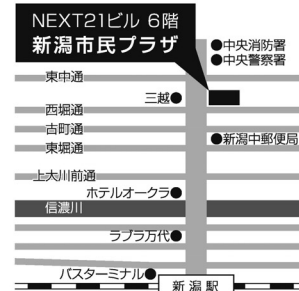 NEXT21ビル 6階
新潟市民プラザ
●中央消防署
●中央警察署
東中通
三越●
西堀通
古町通
●新潟中郵便局
東堀通
上大川前通
ホテルオークラ●
信濃川
ラブラ万代●
バスターミナル●
新潟駅